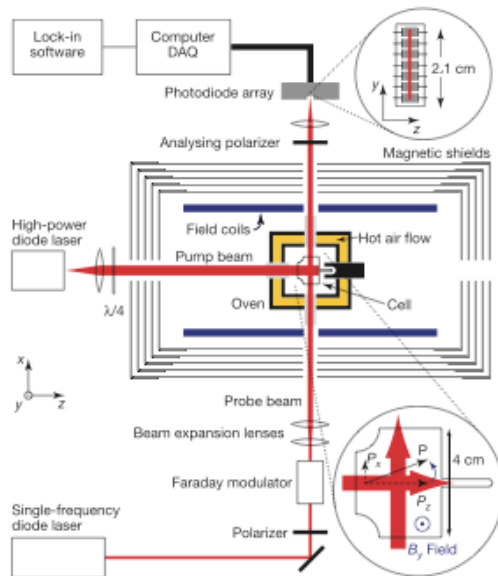 Lock-in
software
Computer
DAQ
Photodiode array
2.1 cm
y
z
Analysing polarizer
Magnetic shields
High-power
diode laser
Field coils
Hot air flow
Pump beam
λ/4
Oven
Cell
x
y
z
Probe beam
Beam expansion lenses
Faraday modulator
Single-frequency
diode laser
Polarizer
Px
P
Pz
4 cm
By Field